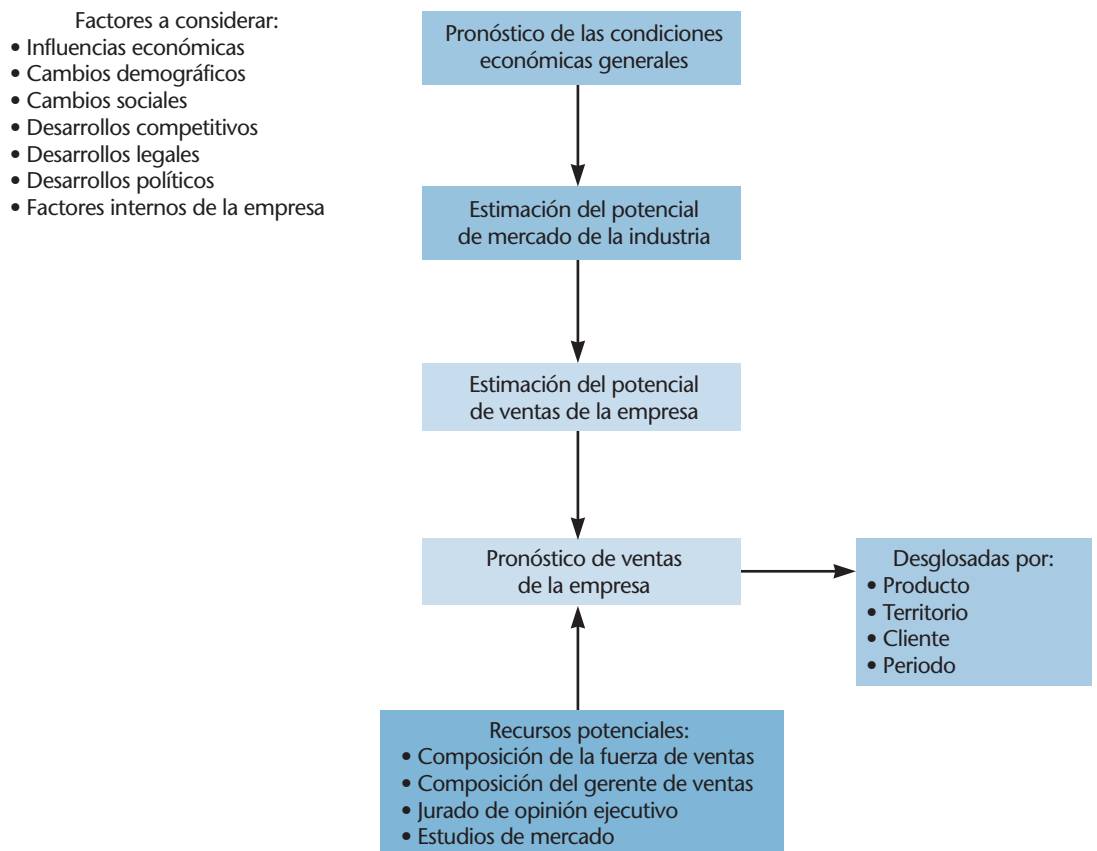 Factores a considerar:
• Influencias económicas
• Cambios demográficos
• Cambios sociales
• Desarrollos competitivos
• Desarrollos legales
• Desarrollos políticos
• Factores internos de la empresa
Pronóstico de las condiciones
económicas generales
Estimación del potencial
de mercado de la industria
Estimación del potencial
de ventas de la empresa
Pronóstico de ventas
de la empresa
Desglosadas por:
• Producto
• Territorio
• Cliente
• Periodo
Recursos potenciales:
• Composición de la fuerza de ventas
• Composición del gerente de ventas
• Jurado de opinión ejecutivo
• Estudios de mercado